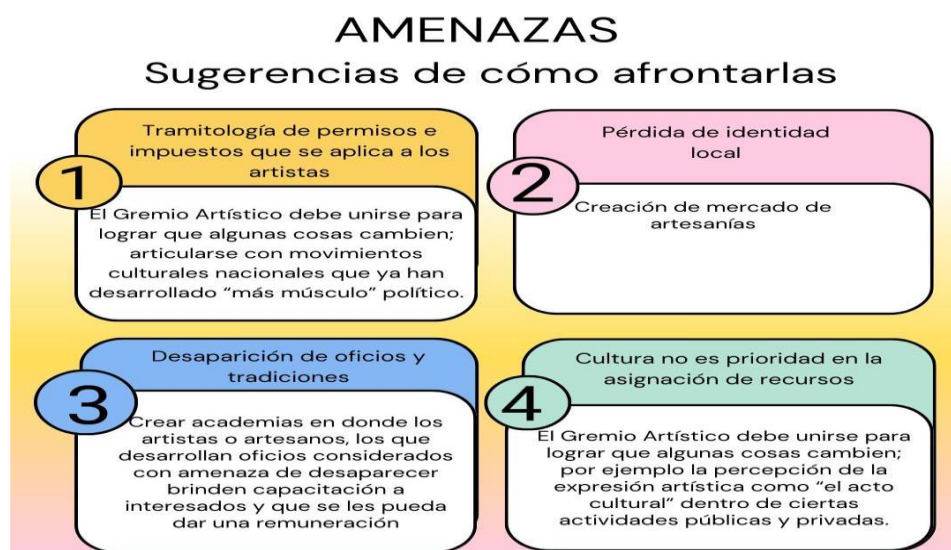 AMENAZAS
Sugerencias de cómo afrontarlas
1
Tramitología de permisos e
impuestos que se aplica a los
artistas
El Gremio Artístico debe unirse para
lograr que algunas cosas cambien;
articularse con movimientos
culturales nacionales que ya han
desarrollado “más músculo” político.
2
Pérdida de identidad
local
Creación de mercado de
artesanías
3
Desaparición de oficios y
tradiciones
Crear academias en donde los
artistas o artesanos, los que
desarrollan oficios considerados
con amenaza de desaparecer
brinden capacitación a
interesados y que se les pueda
dar una remuneración
4
Cultura no es prioridad en la
asignación de recursos
El Gremio Artístico debe unirse para
lograr que algunas cosas cambien;
por ejemplo la percepción de la
expresión artística como “el acto
cultural” dentro de ciertas
actividades públicas y privadas.